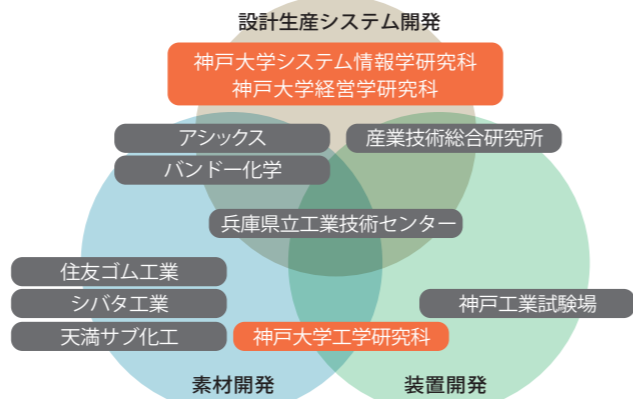 設計生産システム開発
神戸大学システム情報学研究科
神戸大学経営学研究科
アシックス
産業技術総合研究所
バンドー化学
兵庫県立工業技術センター
住友ゴム工業
シバタ工業
神戸工業試験場
天満サブ化工
神戸大学工学研究科
素材開発
装置開発